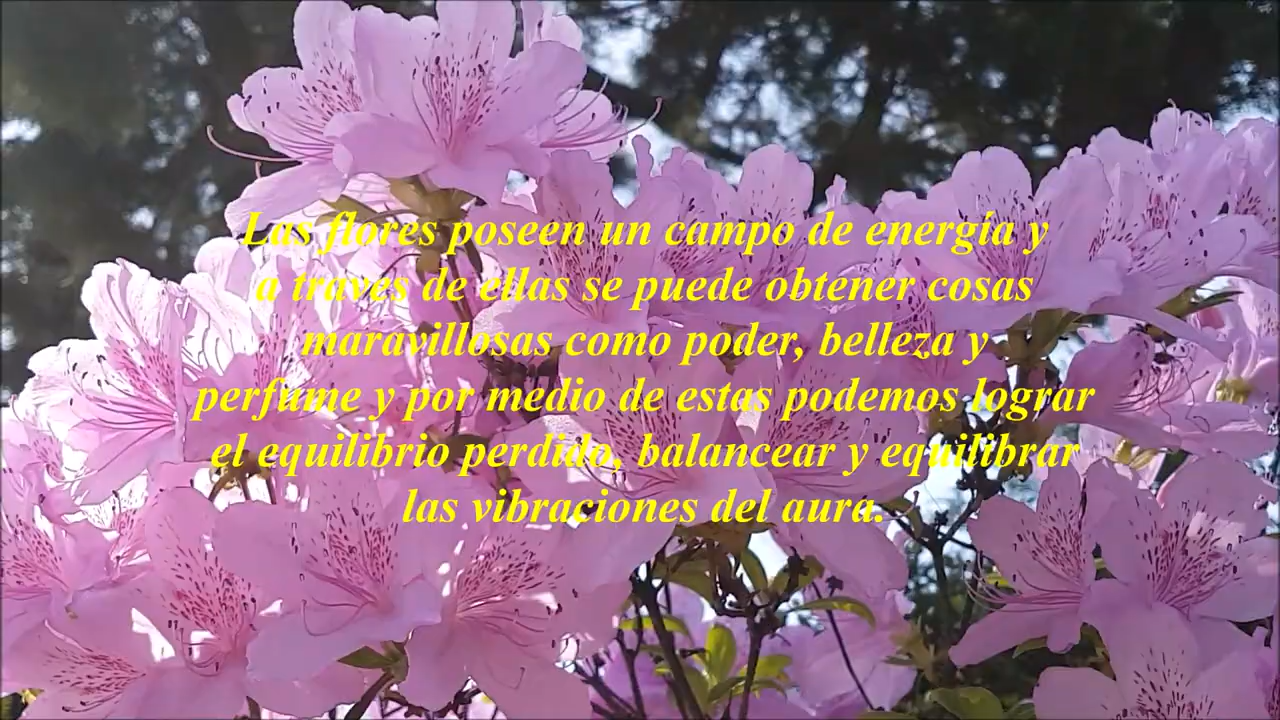 Las flores poseen un campo de energía y
a traves de ellas se puede obtener cosas
maravillosas como poder, belleza y
perfume y por medio de estas podemos lograr
el equilibrio perdido, balancear y equilibrar
las vibraciones del aura.